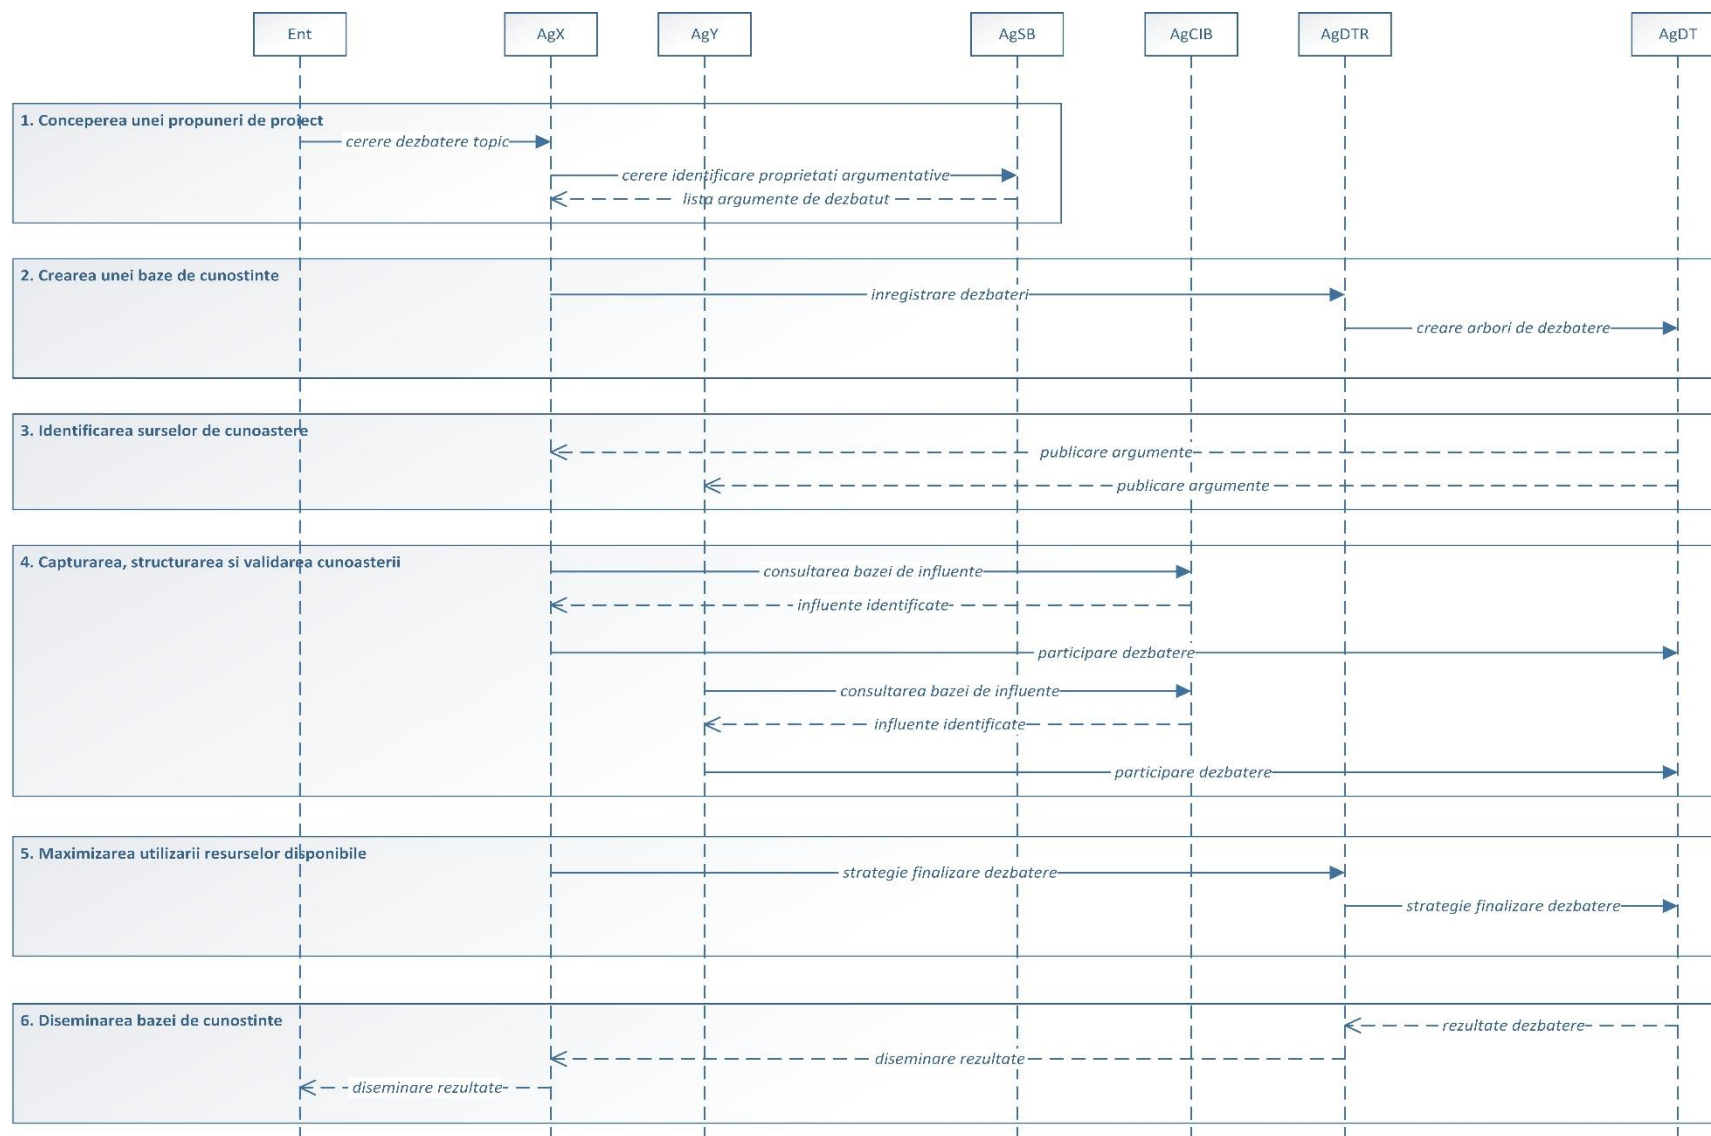 Ent
AgX
AgY
AgSB
AgCIB
AgDTR
AgDT
1. Conceperea unei propuneri de proiect
cerere dezbatere topic
cerere identificare proprietati argumentative
lista argumente de dezbatut
2. Crearea unei baze de cunostinte
inregistrare dezbateri
creare arbori de dezbatere
3. Identificarea surselor de cunoastere
publicare argumente
publicare argumente
4. Capturarea, structurarea si validarea cunoasterii
consultarea bazei de influente
influente identificate
participare dezbatere
consultarea bazei de influente
influente identificate
participare dezbatere
5. Maximizarea utilizarii resurselor disponibile
strategie finalizare dezbatere
strategie finalizare dezbatere
6. Diseminarea bazei de cunostinte
rezultate dezbatere
diseminare rezultate
diseminare rezultate